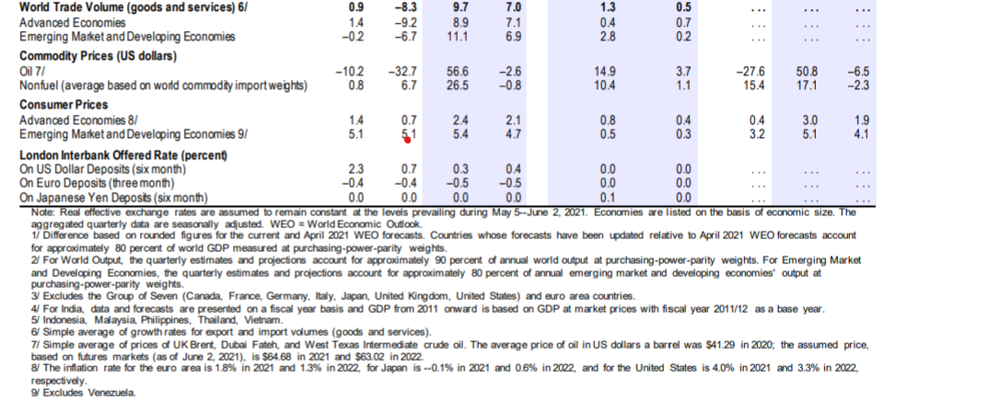 World Trade Volume (goods and services) 6/ 0.9 −8.3 9.7 7.0 1.3 0.5 ... ... ...
Advanced Economies 1.4 −9.2 8.9 7.1 0.4 0.7 ... ... ...
Emerging Market and Developing Economies −0.2 −6.7 11.1 6.9 2.8 0.2 ... ... ...
Commodity Prices (US dollars)
Oil 7/ −10.2 −32.7 56.6 −2.6 14.9 3.7 −27.6 50.8 −6.5
Nonfuel (average based on world commodity import weights) 0.8 6.7 26.5 −0.8 10.4 1.1 15.4 17.1 −2.3
Consumer Prices
Advanced Economies 8/ 1.4 0.7 2.4 2.1 0.8 0.4 0.4 3.0 1.9
Emerging Market and Developing Economies 9/ 5.1 5.1 5.4 4.7 0.5 0.3 3.2 5.1 4.1
London Interbank Offered Rate (percent)
On US Dollar Deposits (six month) 2.3 0.7 0.3 0.4 0.0 0.0 ... ... ...
On Euro Deposits (three month) −0.4 −0.4 −0.5 −0.5 0.0 0.0 ... ... ...
On Japanese Yen Deposits (six month) 0.0 0.0 0.0 0.0 0.1 0.0 ... ... ...
Note: Real effective exchange rates are assumed to remain constant at the levels prevailing during May 5--June 2, 2021. Economies are listed on the basis of economic size. The
aggregated quarterly data are seasonally adjusted. WEO = World Economic Outlook.
1/ Difference based on rounded figures for the current and April 2021 WEO forecasts. Countries whose forecasts have been updated relative to April 2021 WEO forecasts account
for approximately 80 percent of world GDP measured at purchasing-power-parity weights.
2/ For World Output, the quarterly estimates and projections account for approximately 90 percent of annual world output at purchasing-power-parity weights. For Emerging Market
and Developing Economies, the quarterly estimates and projections account for approximately 80 percent of annual emerging market and developing economies' output at
purchasing-power-parity weights.
3/ Excludes the Group of Seven (Canada, France, Germany, Italy, Japan, United Kingdom, United States) and euro area countries.
4/ For India, data and forecasts are presented on a fiscal year basis and GDP from 2011 onward is based on GDP at market prices with fiscal year 2011/12 as a base year.
5/ Indonesia, Malaysia, Philippines, Thailand, Vietnam.
6/ Simple average of growth rates for export and import volumes (goods and services).
7/ Simple average of prices of UK Brent, Dubai Fateh, and West Texas Intermediate crude oil. The average price of oil in US dollars a barrel was $41.29 in 2020; the assumed price,
based on futures markets (as of June 2, 2021), is $64.68 in 2021 and $63.02 in 2022.
8/ The inflation rate for the euro area is 1.8% in 2021 and 1.3% in 2022, for Japan is --0.1% in 2021 and 0.6% in 2022, and for the United States is 4.0% in 2021 and 3.3% in 2022,
respectively.
9/ Excludes Venezuela.